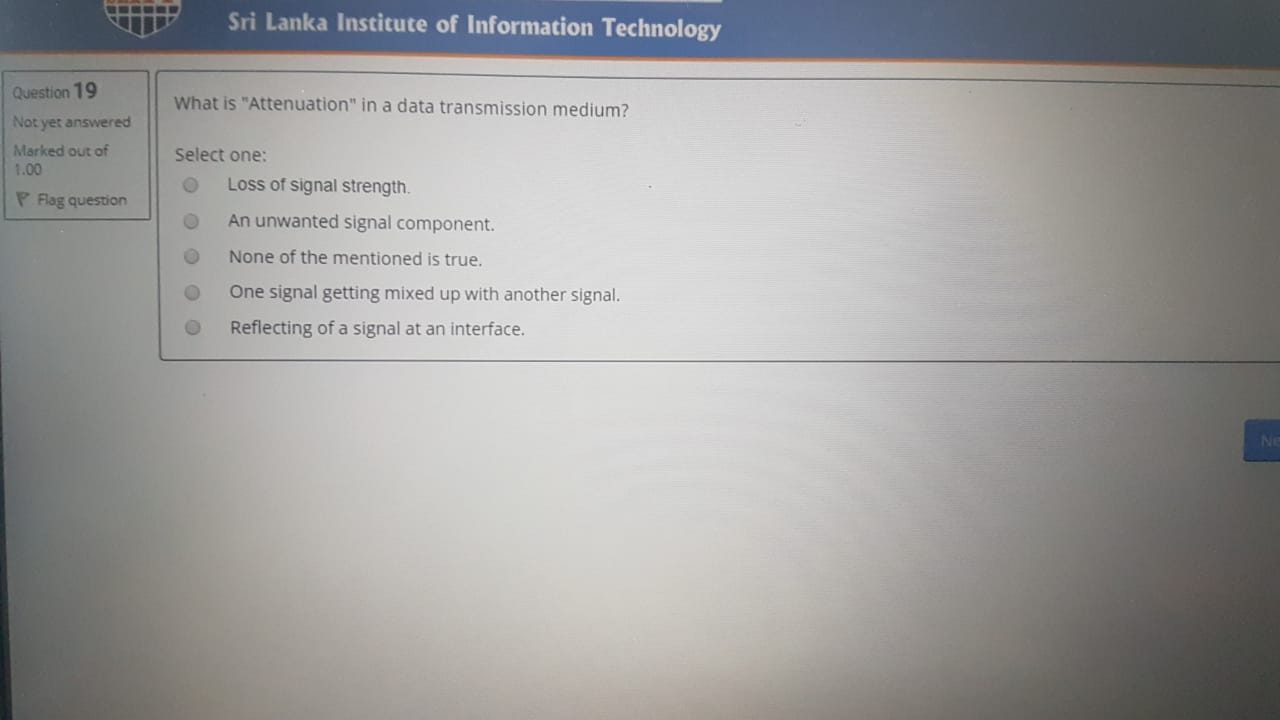 Sri Lanka Institute of Information Technology
Question 19
Not yet answered
Marked out of
1.00
Flag question
What is "Attenuation" in a data transmission medium?
Select one:
Loss of signal strength.
An unwanted signal component.
None of the mentioned is true.
One signal getting mixed up with another signal.
Reflecting of a signal at an interface.